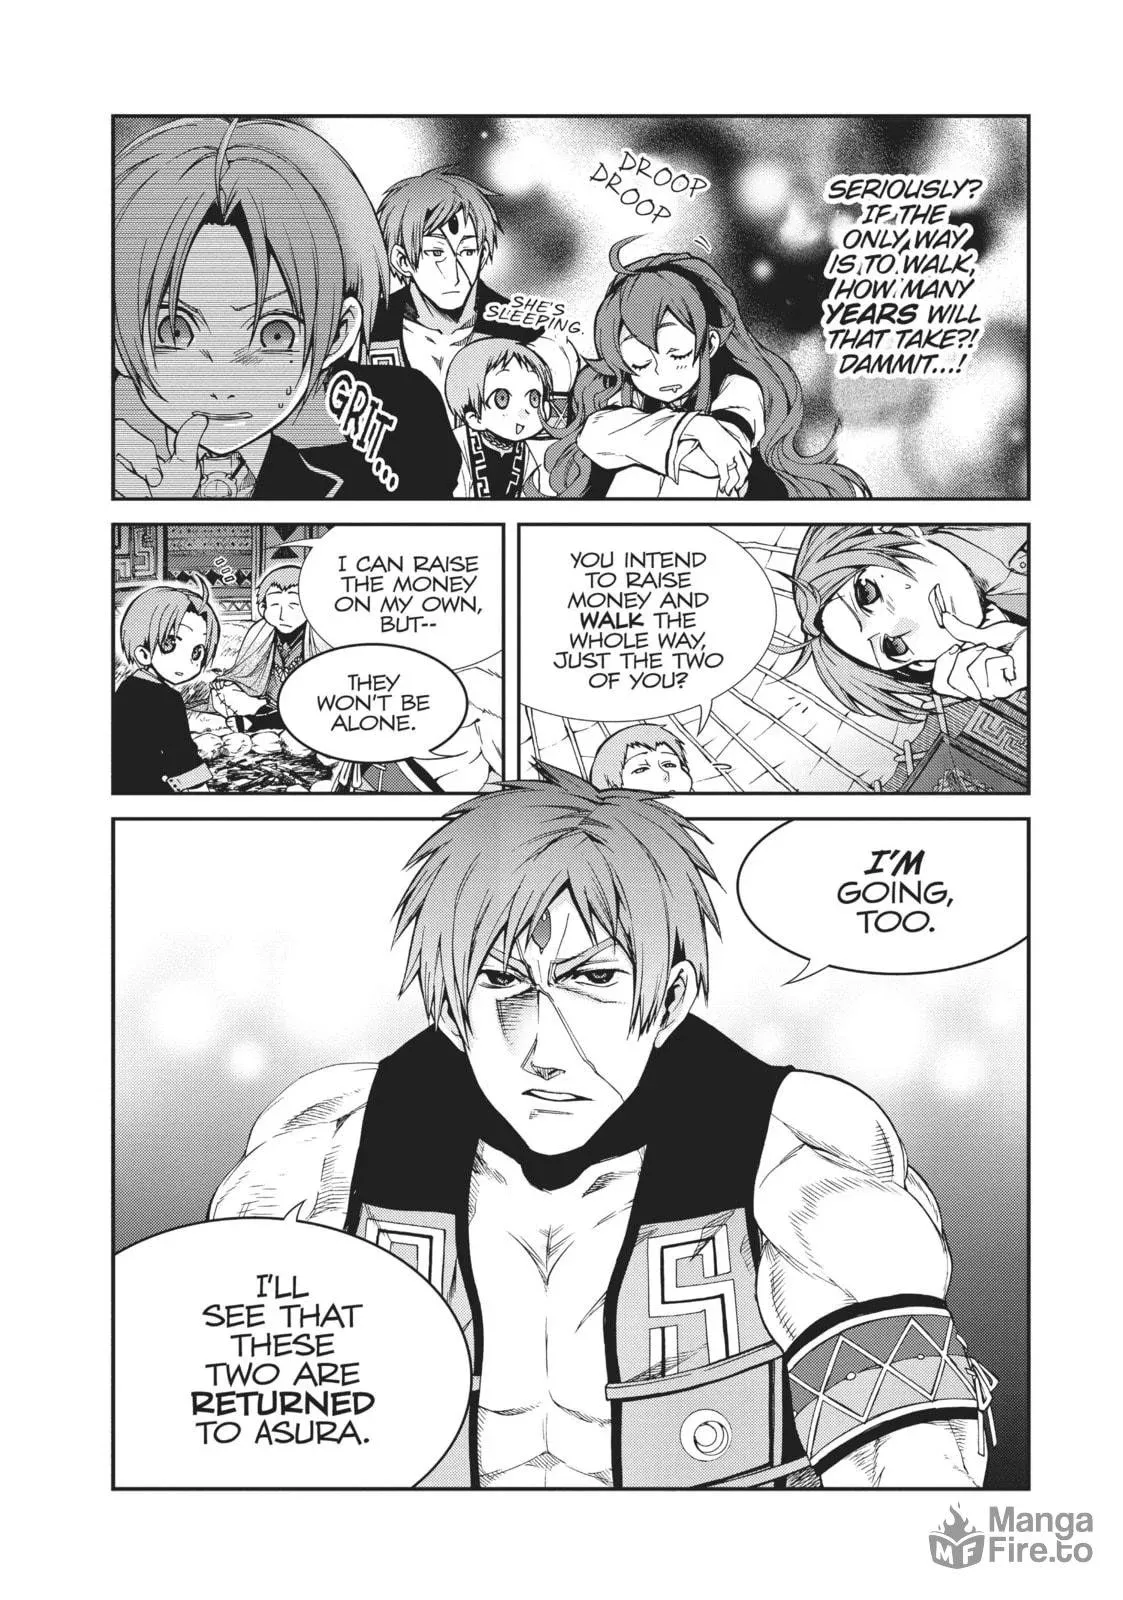 SERIOUSLY?
IF THE
ONLY WAY
IS TO WALK,
HOW MANY
YEARS WILL
THAT TAKE?!
DAMMIT...!
DROOP
DROOP
SHE'S
SLEEPING.
GRIT...
YOU INTEND
TO RAISE
MONEY AND
WALK THE
WHOLE WAY,
JUST THE TWO
OF YOU?
I CAN RAISE
THE MONEY
ON MY OWN,
BUT--
THEY
WON'T BE
ALONE.
I'M
GOING,
TOO.
I'LL
SEE THAT
THESE
TWO ARE
RETURNED
TO ASURA.
Manga
Fire.to
MF